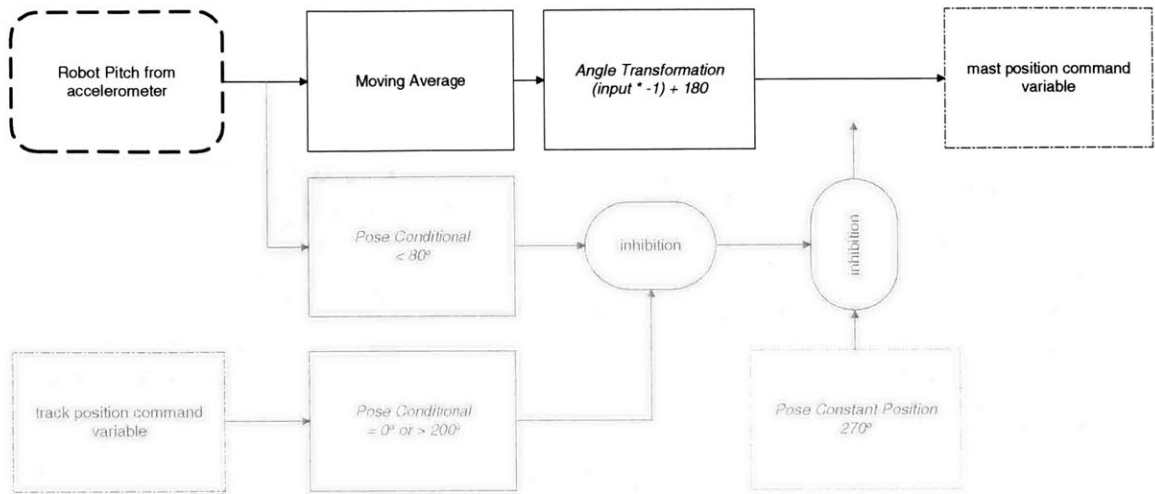 Robot Pitch from
accelerometer
Moving Average
Angle Transformation
(input * -1) + 180
mast position command
variable
Pose Conditional
< 80º
inhibition
inhibition
track position command
variable
Pose Conditional
= 0º or > 200º
Pose Constant Position
270º